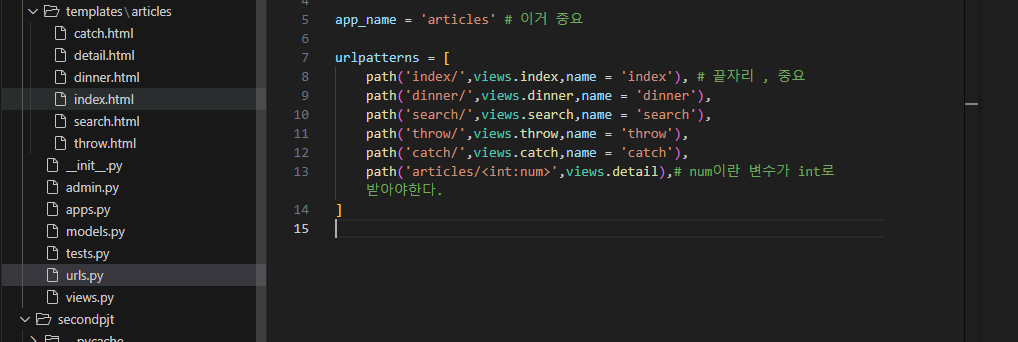 templates\articles
catch.html
detail.html
dinner.html
index.html
search.html
throw.html
__init__.py
admin.py
apps.py
models.py
tests.py
urls.py
views.py
secondpjt
5 app_name = 'articles' # 이거 중요
6
7 urlpatterns = [
8 path('index/',views.index,name = 'index'), # 끝자리 , 중요
9 path('dinner/',views.dinner,name = 'dinner'),
10 path('search/',views.search,name = 'search'),
11 path('throw/',views.throw,name = 'throw'),
12 path('catch/',views.catch,name = 'catch'),
13 path('articles/<int:num>',views.detail),# num이란 변수가 int로
받아야한다.
14 ]
15